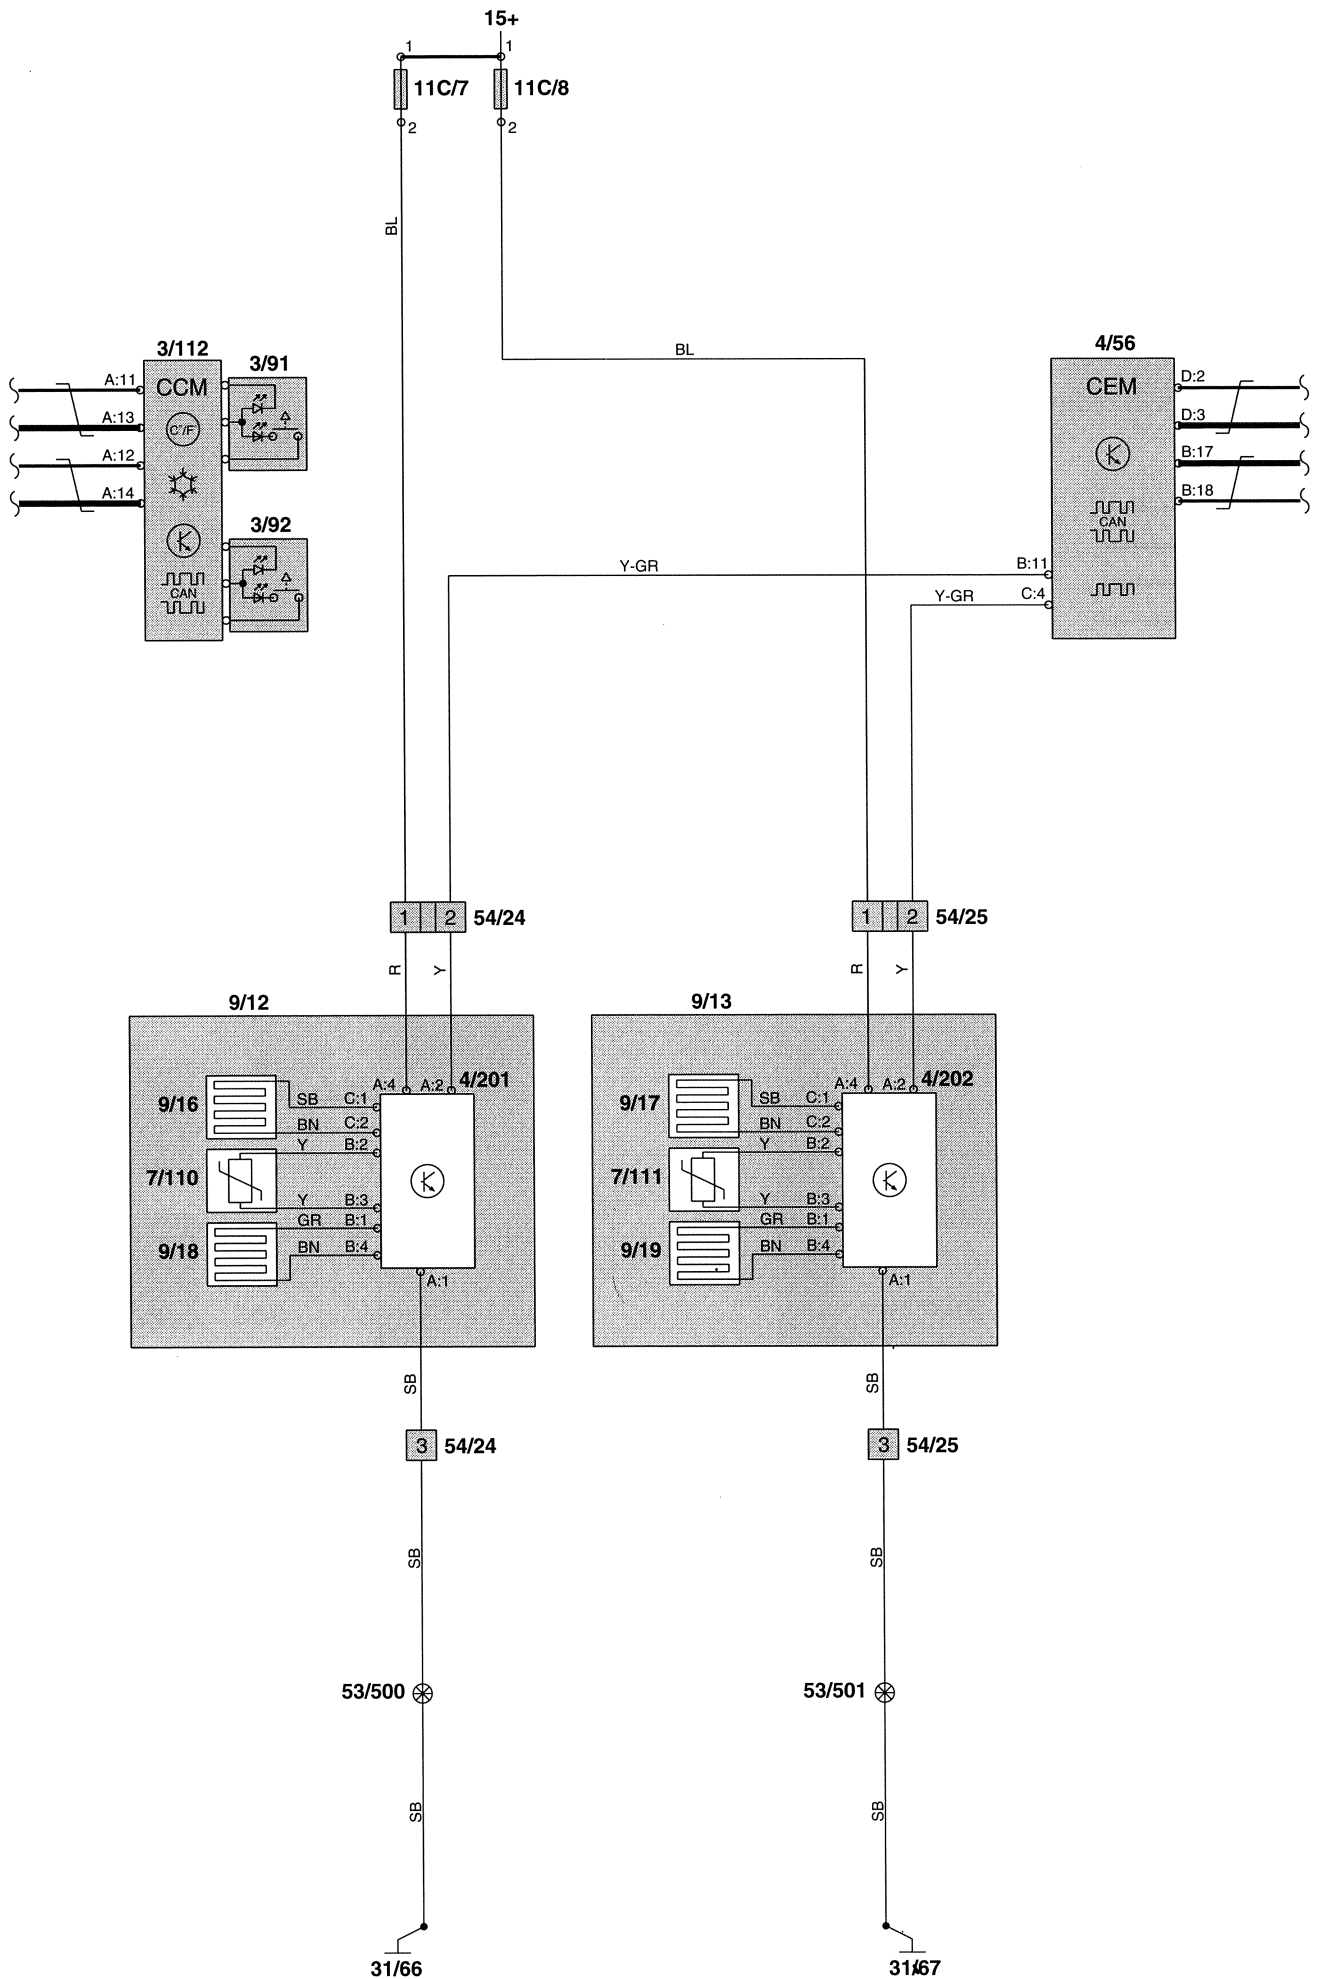 15+
1 1
11C/7 11C/8
2 2
BL
BL
3/112
3/91
4/56
A:11 CCM
C°/F
A:13
A:12
A:14
3/92
CAN
CEM D:2
D:3
B:17
B:18
CAN
Y-GR B:11
Y-GR C:4
1 2 54/24
1 2 54/25
R Y
R Y
9/12
9/13
A:4 A:2 4/201
9/16 SB C:1
BN C:2
Y B:2
7/110
Y B:3
GR B:1
9/18 BN B:4
A:1
A:4 A:2 4/202
9/17 SB C:1
BN C:2
Y B:2
7/111
Y B:3
GR B:1
9/19 BN B:4
A:1
SB SB
3 54/24
3 54/25
SB SB
53/500
53/501
SB SB
31/66
31/67